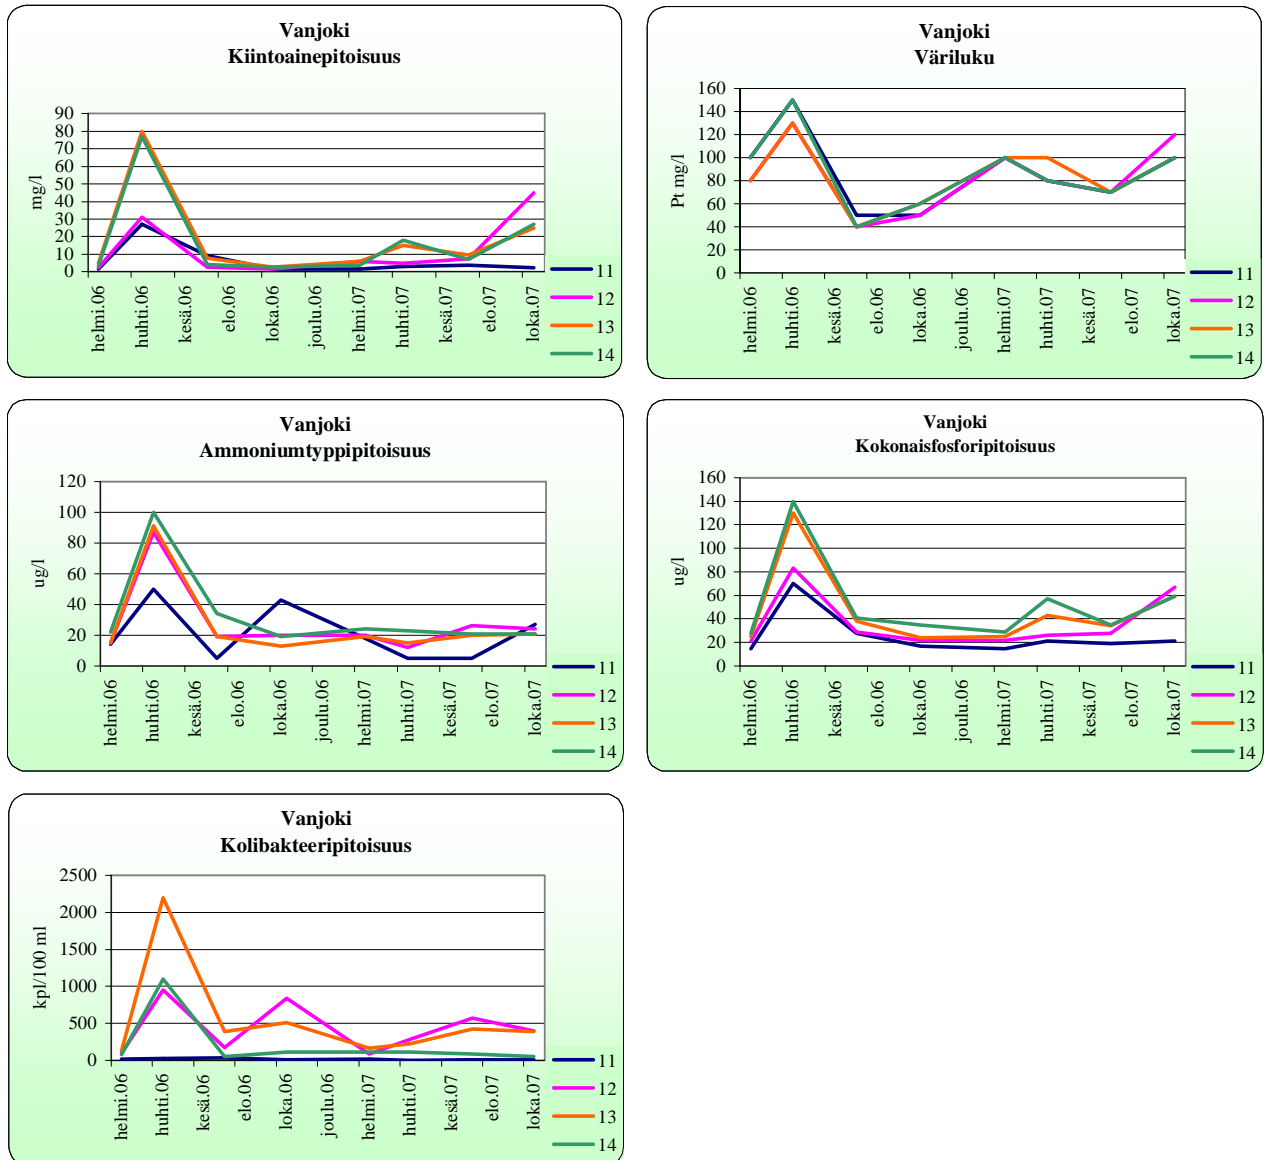 Vanjoki
Kiintoainepitoisuus
90
80
70
60
50
40
30
20
10
0
mg/l
helmi.06
huhti.06
kesä.06
elo.06
loka.06
joulu.06
helmi.07
huhti.07
kesä.07
elo.07
loka.07
11
12
13
14
Vanjoki
Väriluku
160
140
120
100
80
60
40
20
0
Pt mg/l
helmi.06
huhti.06
kesä.06
elo.06
loka.06
joulu.06
helmi.07
huhti.07
kesä.07
elo.07
loka.07
11
12
13
14
Vanjoki
Ammoniumtyppipitoisuus
120
100
80
60
40
20
0
ug/l
helmi.06
huhti.06
kesä.06
elo.06
loka.06
joulu.06
helmi.07
huhti.07
kesä.07
elo.07
loka.07
11
12
13
14
Vanjoki
Kokonaisfosforipitoisuus
160
140
120
100
80
60
40
20
0
ug/l
helmi.06
huhti.06
kesä.06
elo.06
loka.06
joulu.06
helmi.07
huhti.07
kesä.07
elo.07
loka.07
11
12
13
14
Vanjoki
Kolibakteeripitoisuus
2500
2000
1500
1000
500
0
kpl/100 ml
helmi.06
huhti.06
kesä.06
elo.06
loka.06
joulu.06
helmi.07
huhti.07
kesä.07
elo.07
loka.07
11
12
13
14